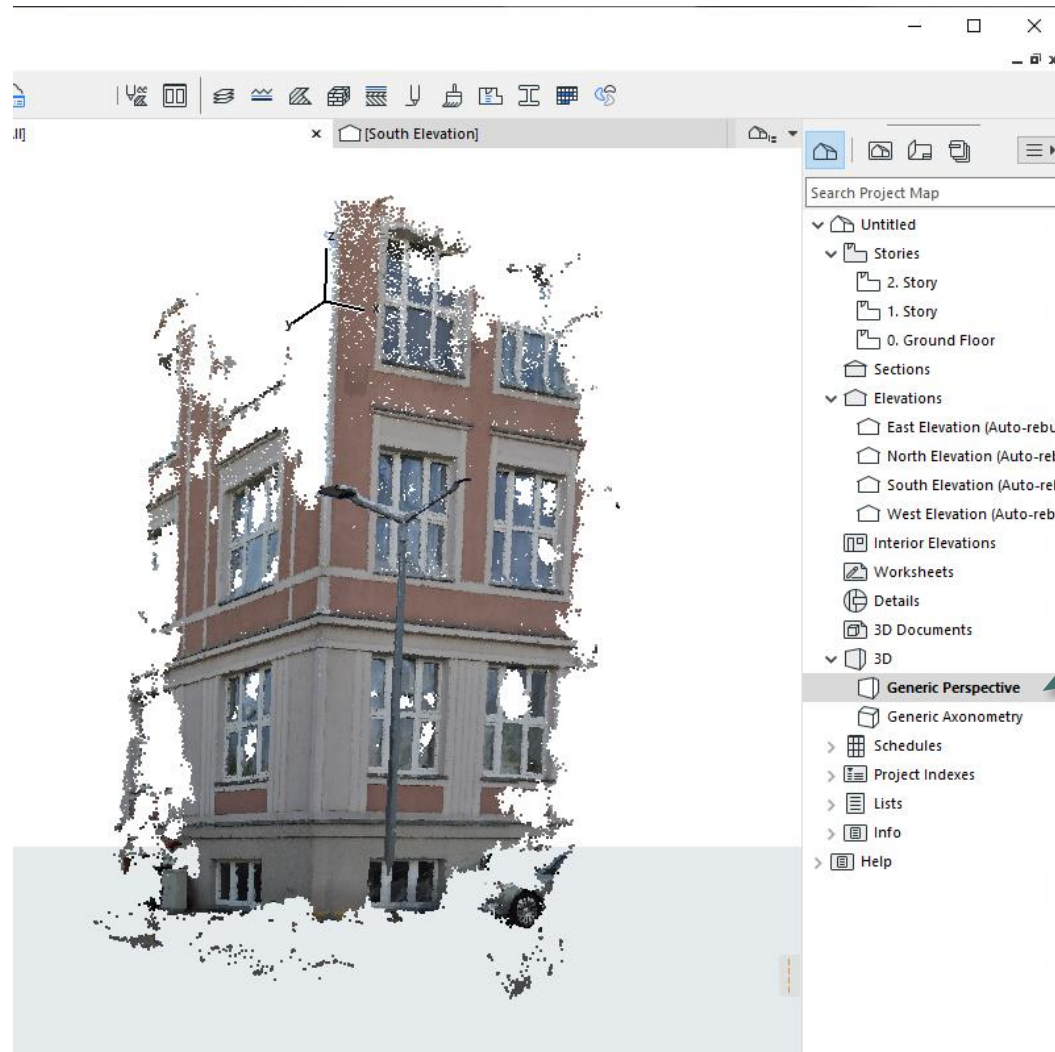 .ll]
[South Elevation]
Search Project Map
Untitled
Stories
2. Story
1. Story
0. Ground Floor
Sections
Elevations
East Elevation (Auto-rebu
North Elevation (Auto-reb
South Elevation (Auto-reb
West Elevation (Auto-reb
Interior Elevations
Worksheets
Details
3D Documents
3D
Generic Perspective
Generic Axonometry
Schedules
Project Indexes
Lists
Info
Help
z
x
y